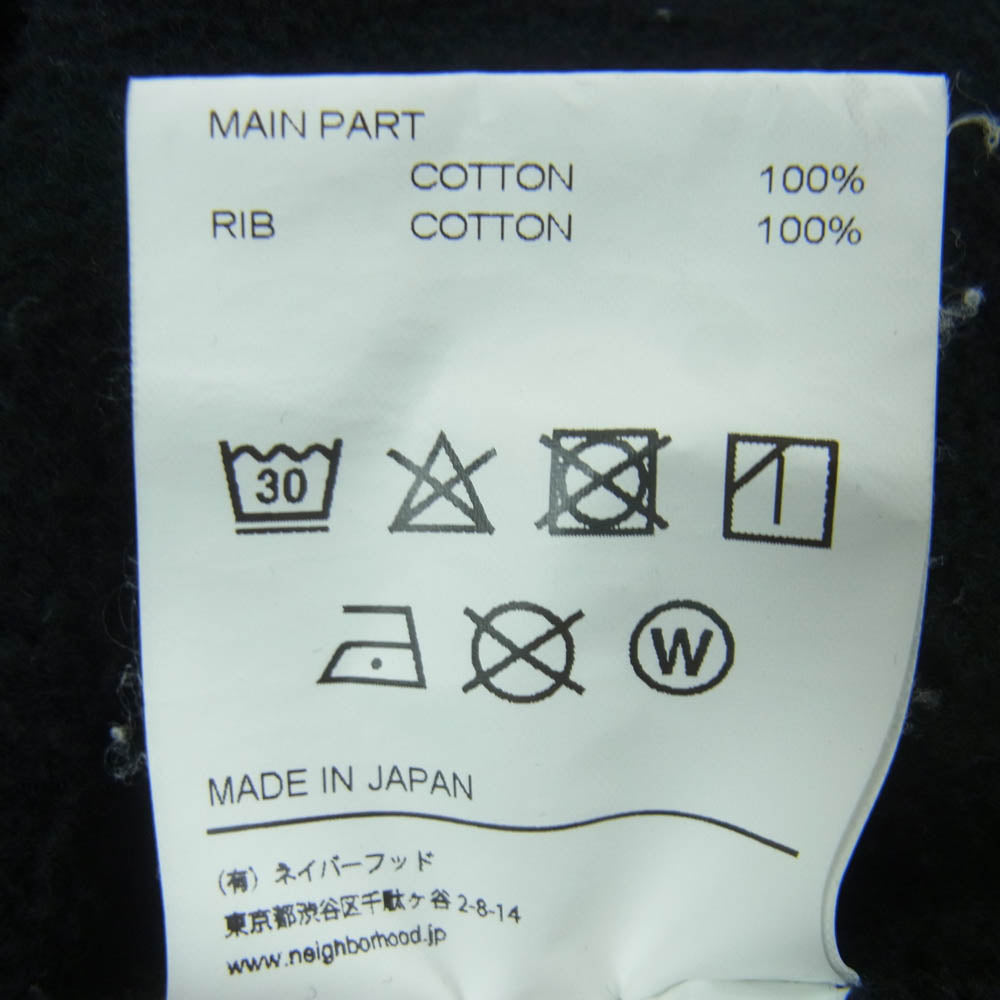 MAIN PART
COTTON 100%
RIB COTTON 100%
30
W
MADE IN JAPAN
(有) ネイバーフッド
東京都渋谷区千駄ヶ谷 2-8-14
www.neighborhood.jp